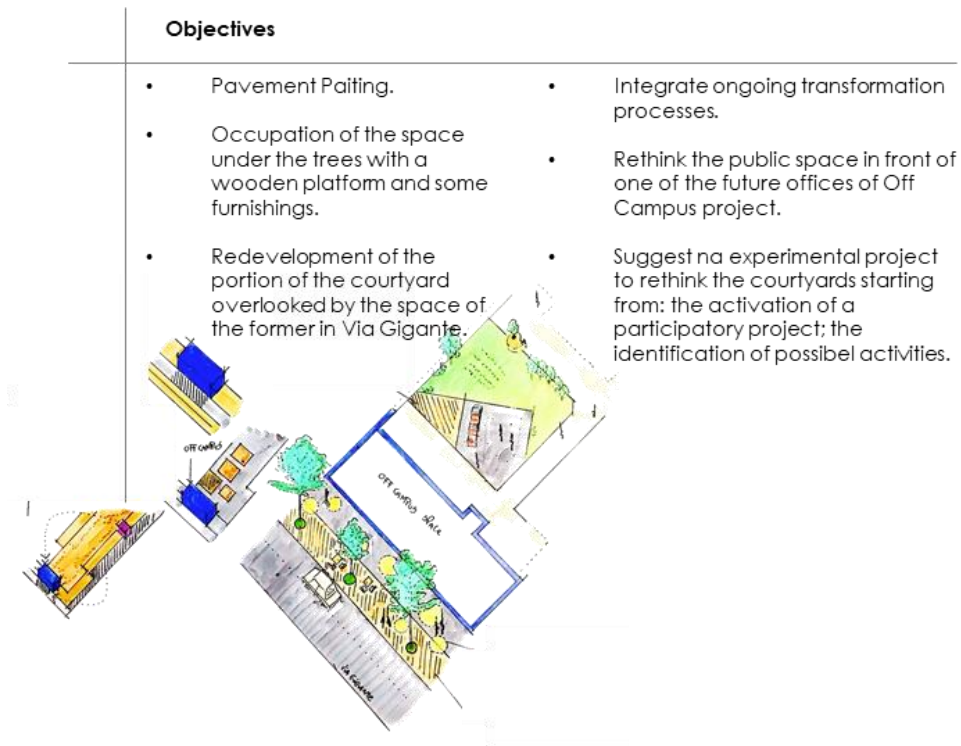 Objectives
• Pavement Paiting.
• Occupation of the space
under the trees with a
wooden platform and some
furnishings.
• Redevelopment of the
portion of the courtyard
overlooked by the space of
the former in Via Gigante.
• Integrate ongoing transformation
processes.
• Rethink the public space in front of
one of the future offices of Off
Campus project.
• Suggest na experimental project
to rethink the courtyards starting
from: the activation of a
participatory project; the
identification of possibel activities.
OFF CAMPUS
OFF CAMPUS SPACE
VIA GIGANTE